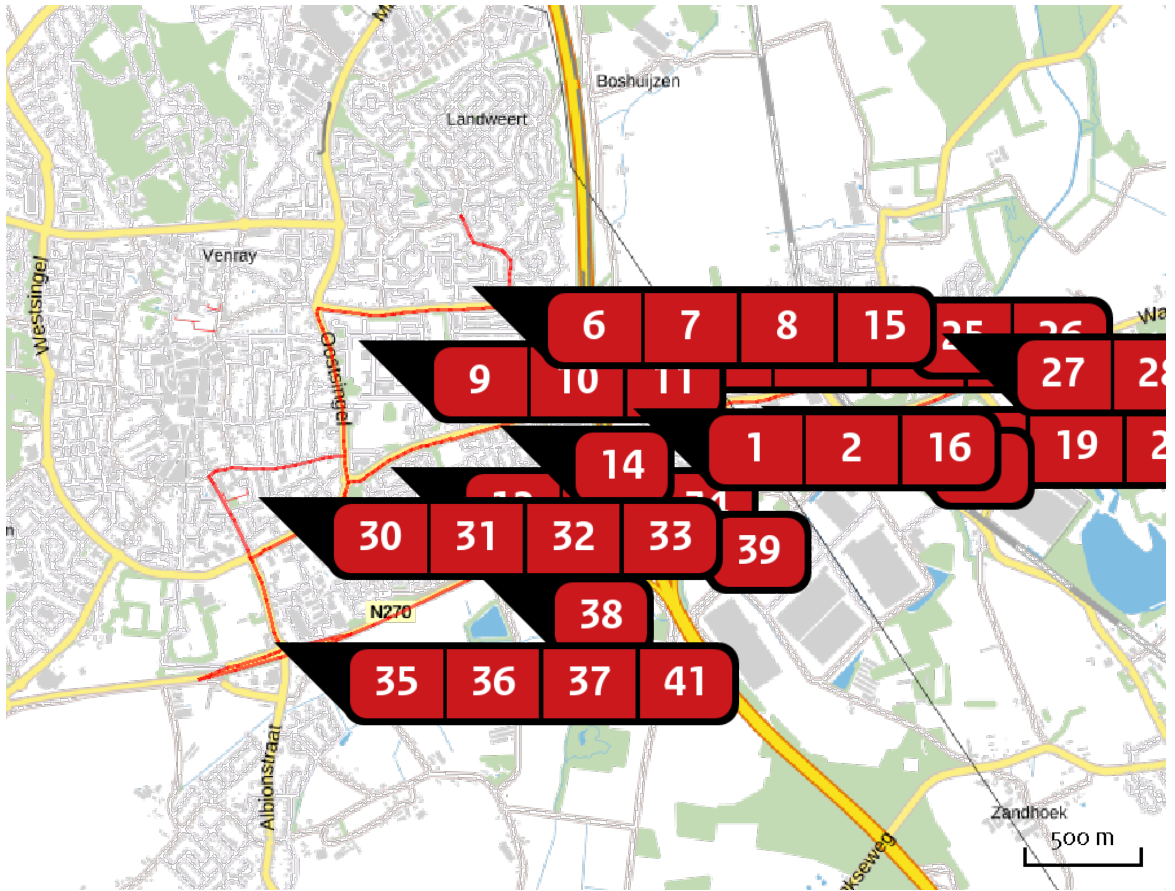 Boshuijzen
Landweert
Venray
Westsingel
Oostsingel
6 7 8 15
25 26
27 28
9 10 11
1 2 16
19
14
30 31 32 33
39
N270
38
35 36 37 41
Albionstraat
Zandhoek
500 m